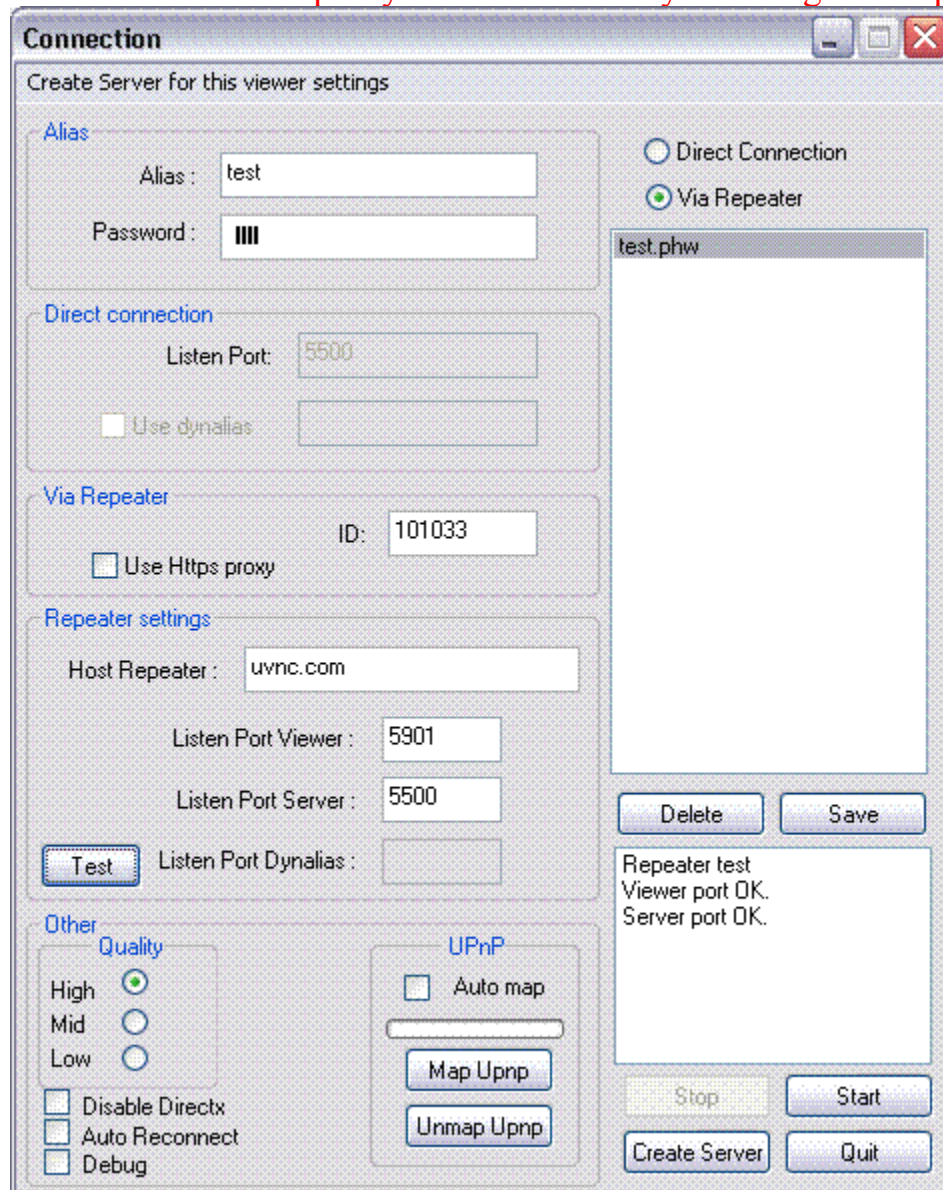 Connection
Create Server for this viewer settings
Alias
Alias :
test
Password :
Direct Connection
Via Repeater
test.phw
Direct connection
Listen Port:
5500
Use dynalias
Via Repeater
ID:
101033
Use Https proxy
Repeater settings
Host Repeater :
uvnc.com
Listen Port Viewer :
5901
Listen Port Server :
5500
Test
Listen Port Dynalias :
Delete
Save
Repeater test
Viewer port OK.
Server port OK.
Other
Quality
High
Mid
Low
Disable Directx
Auto Reconnect
Debug
UPnP
Auto map
Map Upnp
Unmap Upnp
Stop
Start
Create Server
Quit